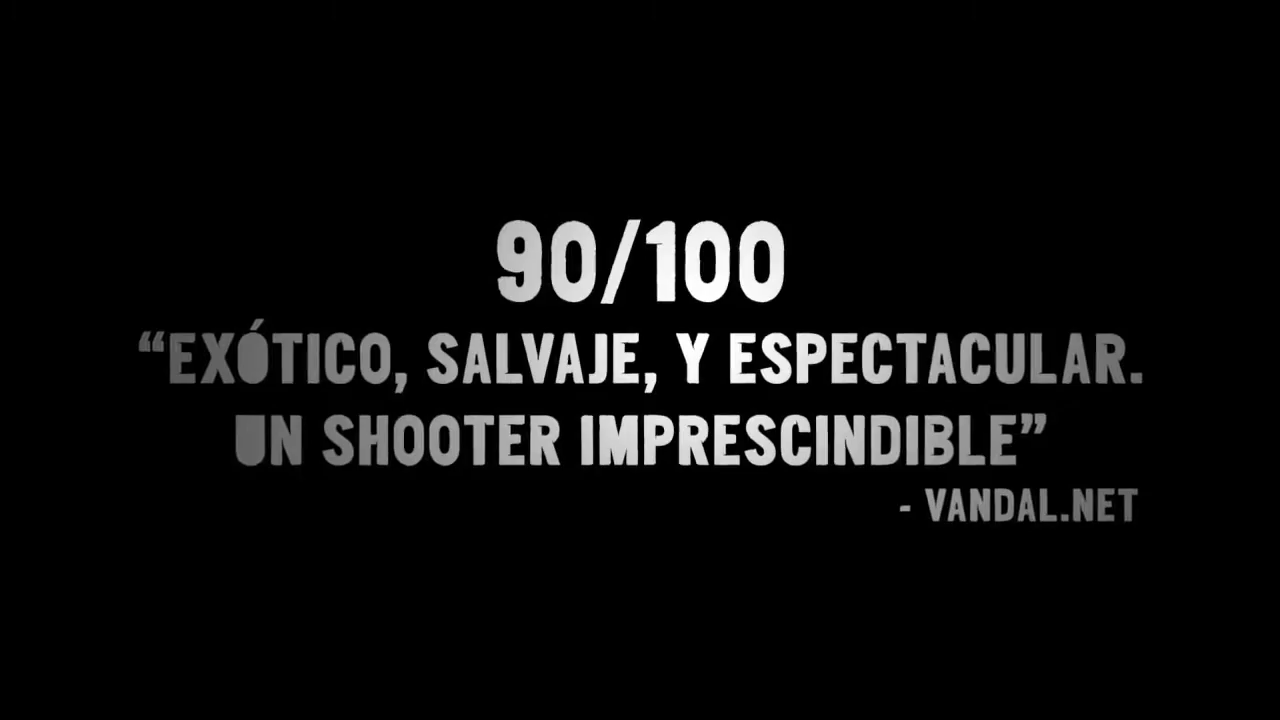 90/100
“EXÓTICO, SALVAJE, Y ESPECTACULAR.
UN SHOOTER IMPRESCINDIBLE”
- VANDAL.NET